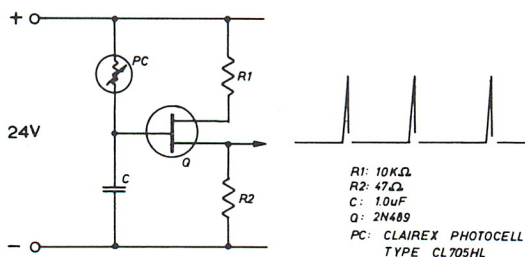 +
PC
R1
24V
Q
C
R2
−
R1: 10KΩ
R2: 47Ω
C: 1.0uF
Q: 2N489
PC: CLAIREX PHOTOCELL
TYPE CL705HL